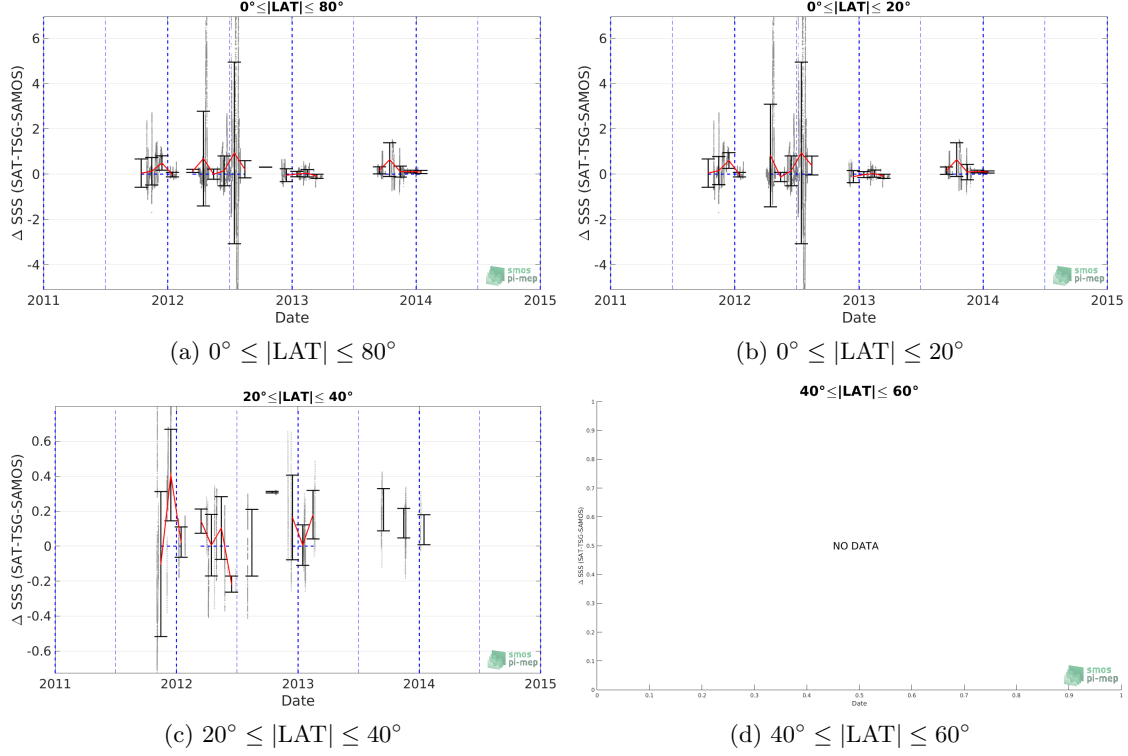 0°≤|LAT|≤ 80°
Δ SSS (SAT-TSG-SAMOS)
6
4
2
0
-2
-4
2011 2012 2013 2014 2015
Date
smos
pi-mep
(a) 0° ≤ |LAT| ≤ 80°
0°≤|LAT|≤ 20°
Δ SSS (SAT-TSG-SAMOS)
6
4
2
0
-2
-4
2011 2012 2013 2014 2015
Date
smos
pi-mep
(b) 0° ≤ |LAT| ≤ 20°
20°≤|LAT|≤ 40°
Δ SSS (SAT-TSG-SAMOS)
0.6
0.4
0.2
0
-0.2
-0.4
-0.6
2011 2012 2013 2014 2015
Date
smos
pi-mep
(c) 20° ≤ |LAT| ≤ 40°
40°≤|LAT|≤ 60°
Δ SSS (SAT-TSG-SAMOS)
1
0.9
0.8
0.7
0.6
0.5
0.4
0.3
0.2
0.1
0
NO DATA
0 0.1 0.2 0.3 0.4 0.5 0.6 0.7 0.8 0.9 1
Date
smos
pi-mep
(d) 40° ≤ |LAT| ≤ 60°